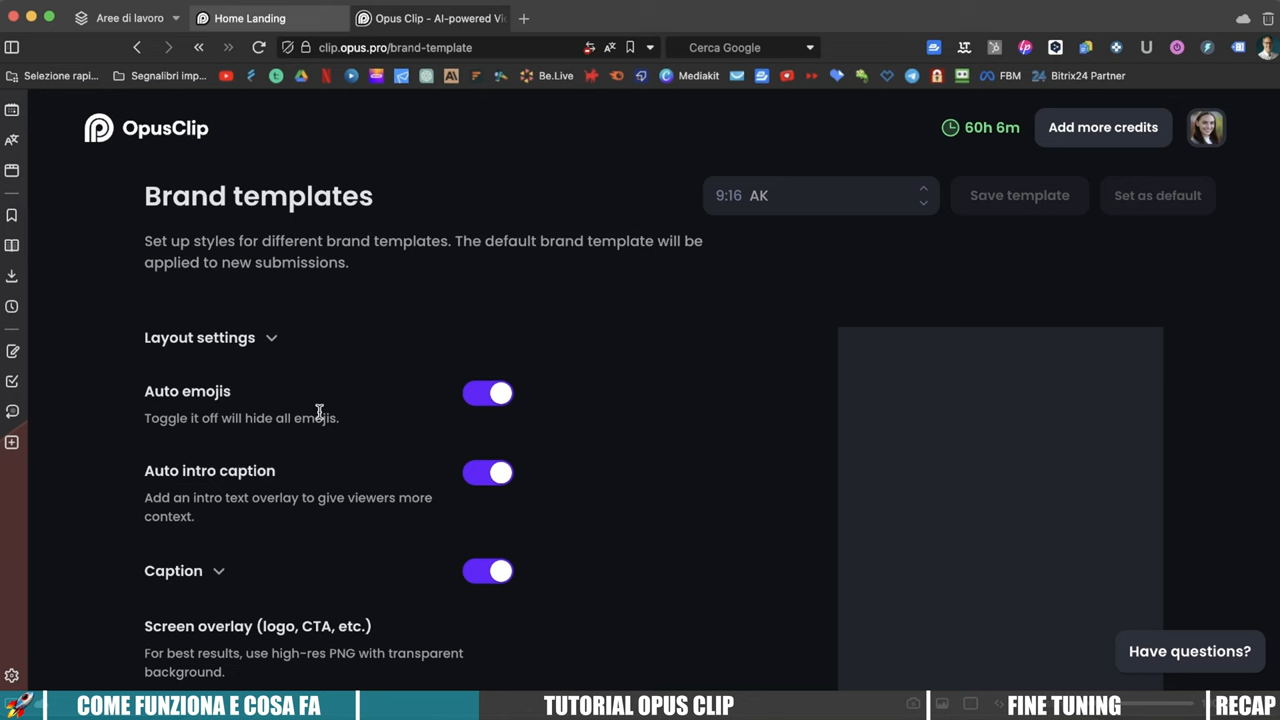 Aree di lavoro
Home Landing
Opus Clip - AI-powered Vi
clip.opus.pro/brand-template
Cerca Google
Selezione rapi...
Segnalibri imp...
Be.Live
Mediakit
FBM
24 Bitrix24 Partner
OpusClip
60h 6m
Add more credits
Brand templates
9:16 AK
Save template
Set as default
Set up styles for different brand templates. The default brand template will be
applied to new submissions.
Layout settings
Auto emojis
Toggle it off will hide all emojis.
Auto intro caption
Add an intro text overlay to give viewers more
context.
Caption
Screen overlay (logo, CTA, etc.)
For best results, use high-res PNG with transparent
background.
Have questions?
COME FUNZIONA E COSA FA
TUTORIAL OPUS CLIP
FINE TUNING
RECAP